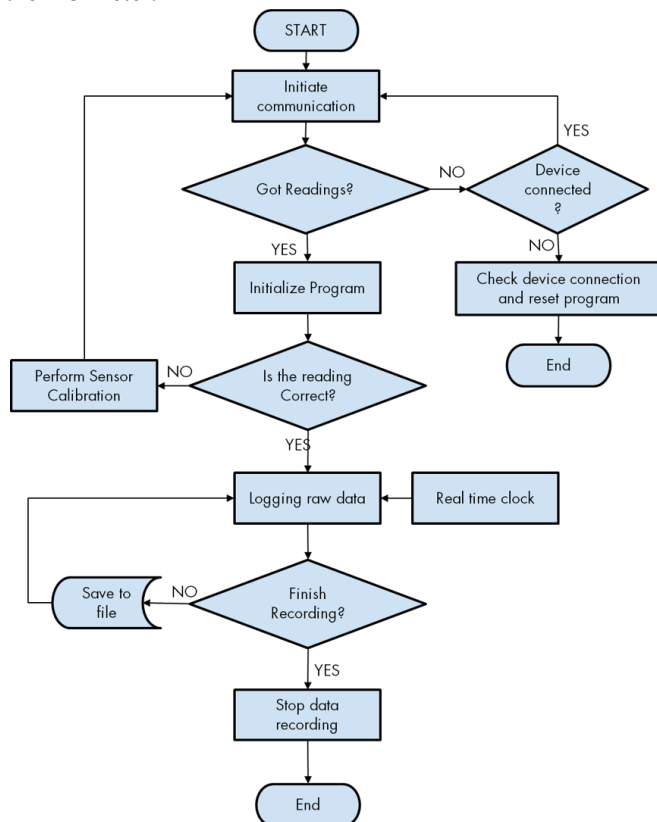 START
Initiate
communication
YES
Got Readings?
NO
Device
connected
?
YES
NO
Initialize Program
Check device connection
and reset program
Perform Sensor
Calibration
NO
Is the reading
Correct?
End
YES
Logging raw data
Real time clock
Save to
file
NO
Finish
Recording?
YES
Stop data
recording
End